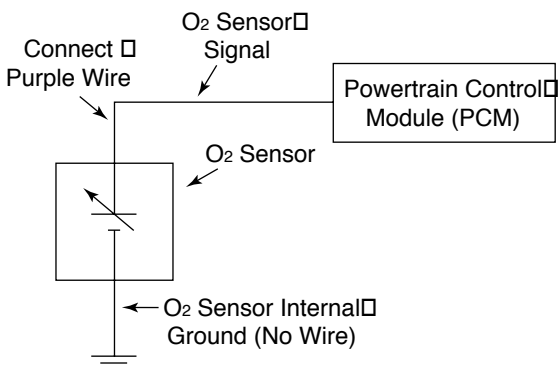 O₂ Sensor
Signal
Connect
Purple Wire
Powertrain Control
Module (PCM)
O₂ Sensor
O₂ Sensor Internal
Ground (No Wire)